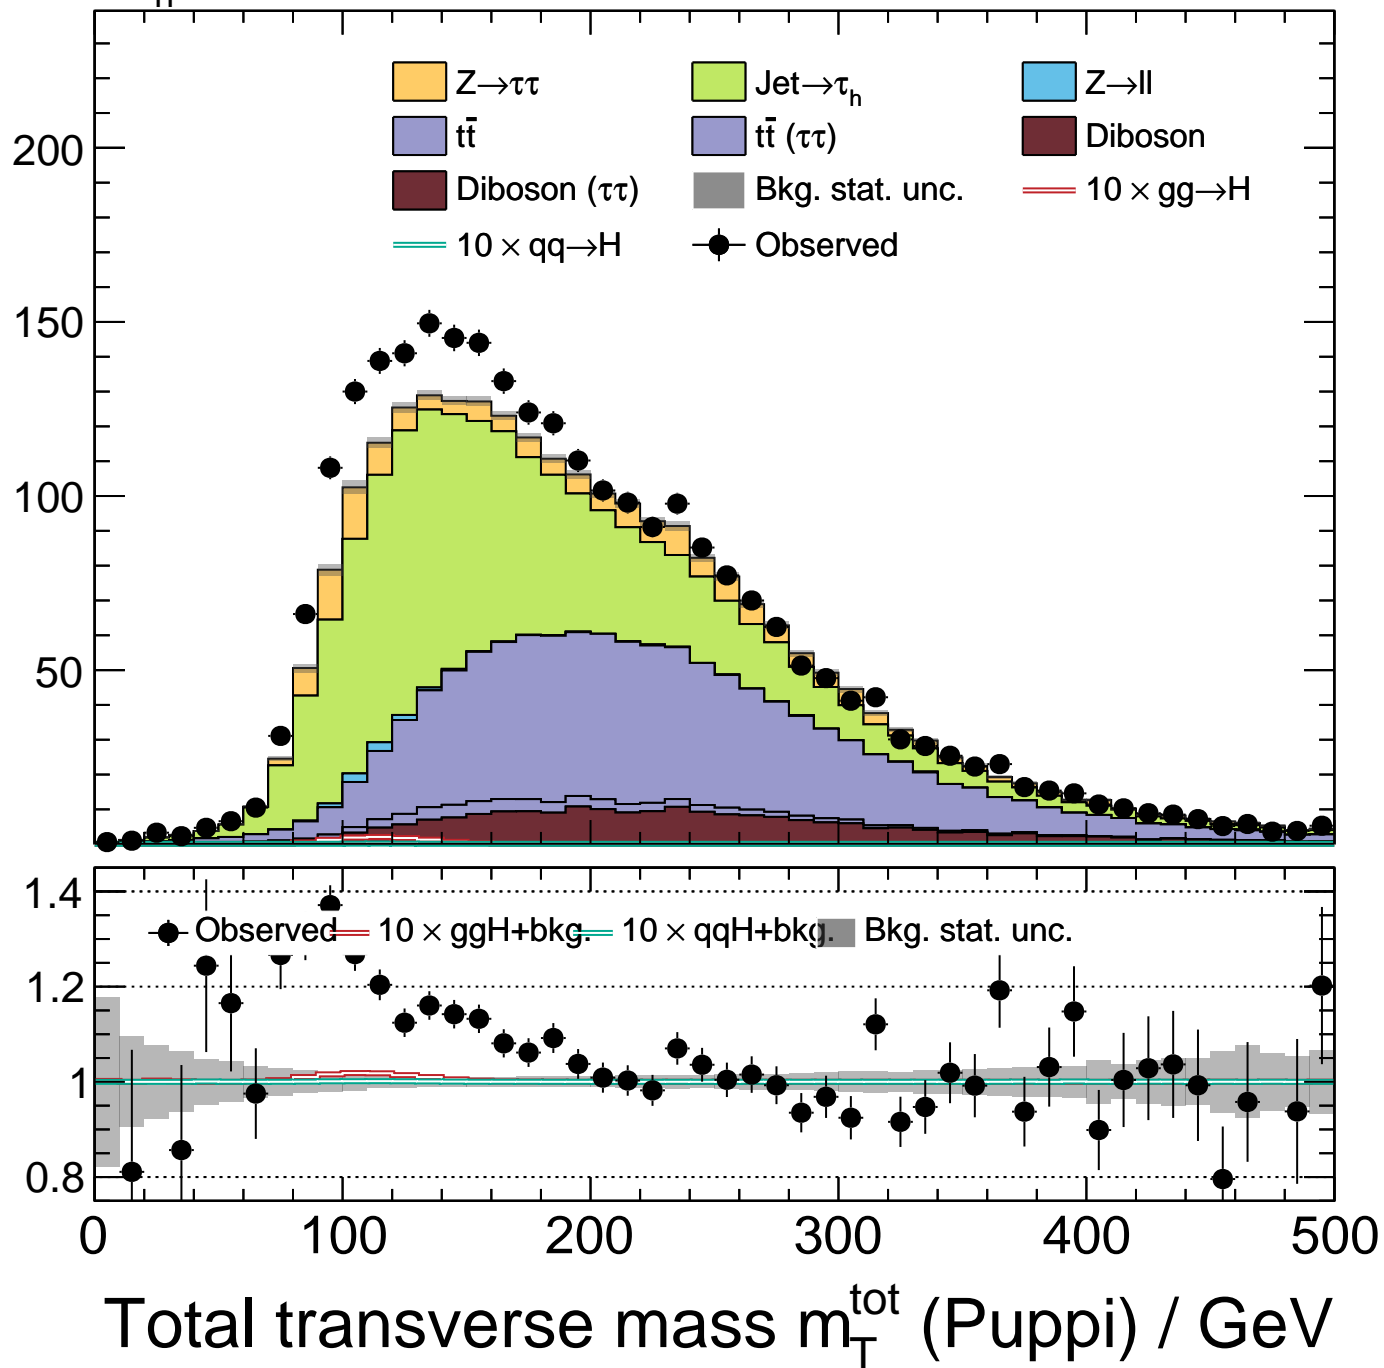 Z→ττ Jet→τh Z→ll
tt̄ tt̄ (ττ) Diboson
Diboson (ττ) Bkg. stat. unc. 10 × gg→H
10 × qq→H Observed
200
150
100
50
1.4
Observed 10 × ggH+bkg. 10 × qqH+bkg. Bkg. stat. unc.
1.2
1
0.8
0 100 200 300 400 500
Total transverse mass m_T^tot (Puppi) / GeV